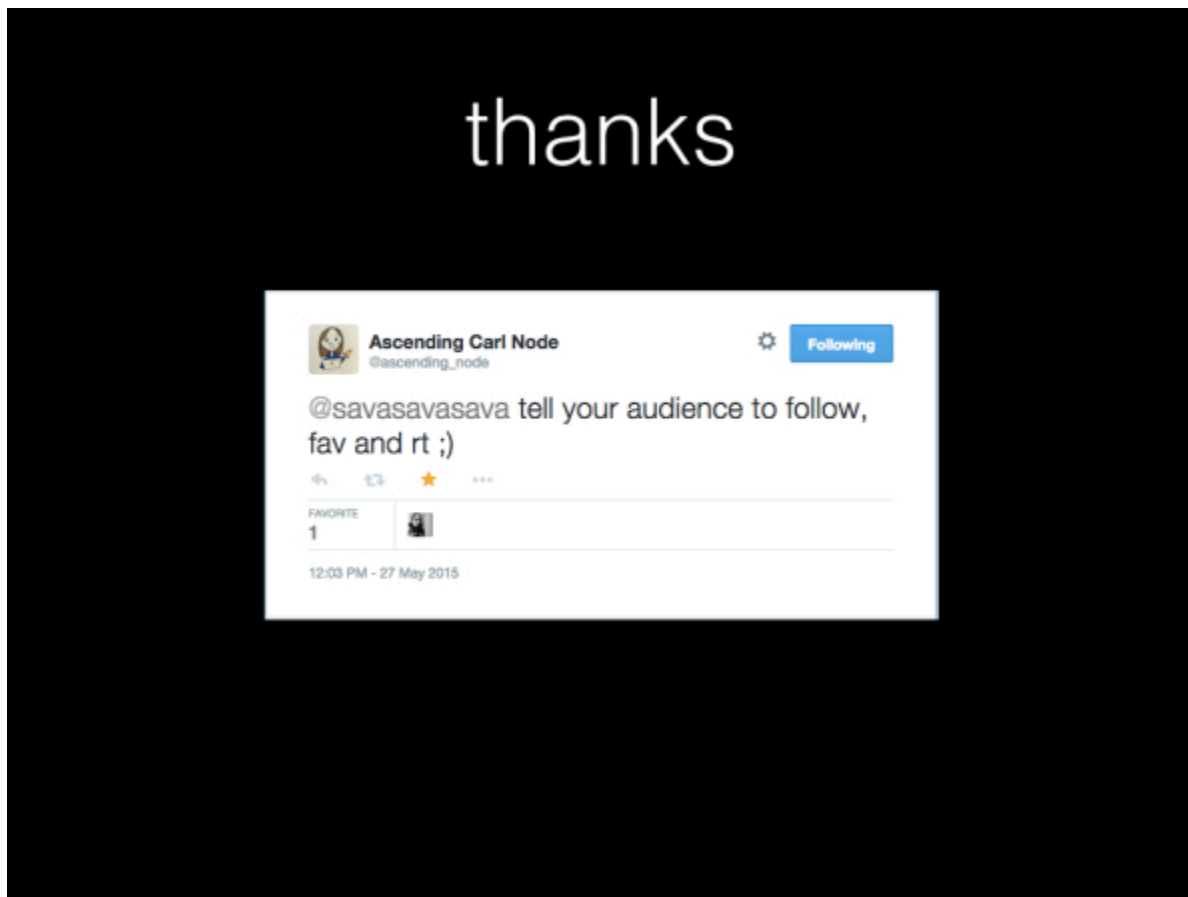 thanks
Ascending Carl Node
Following
@ascending_node
@savasavasava tell your audience to follow,
fav and rt ;)
FAVORITE
1
12:03 PM - 27 May 2015